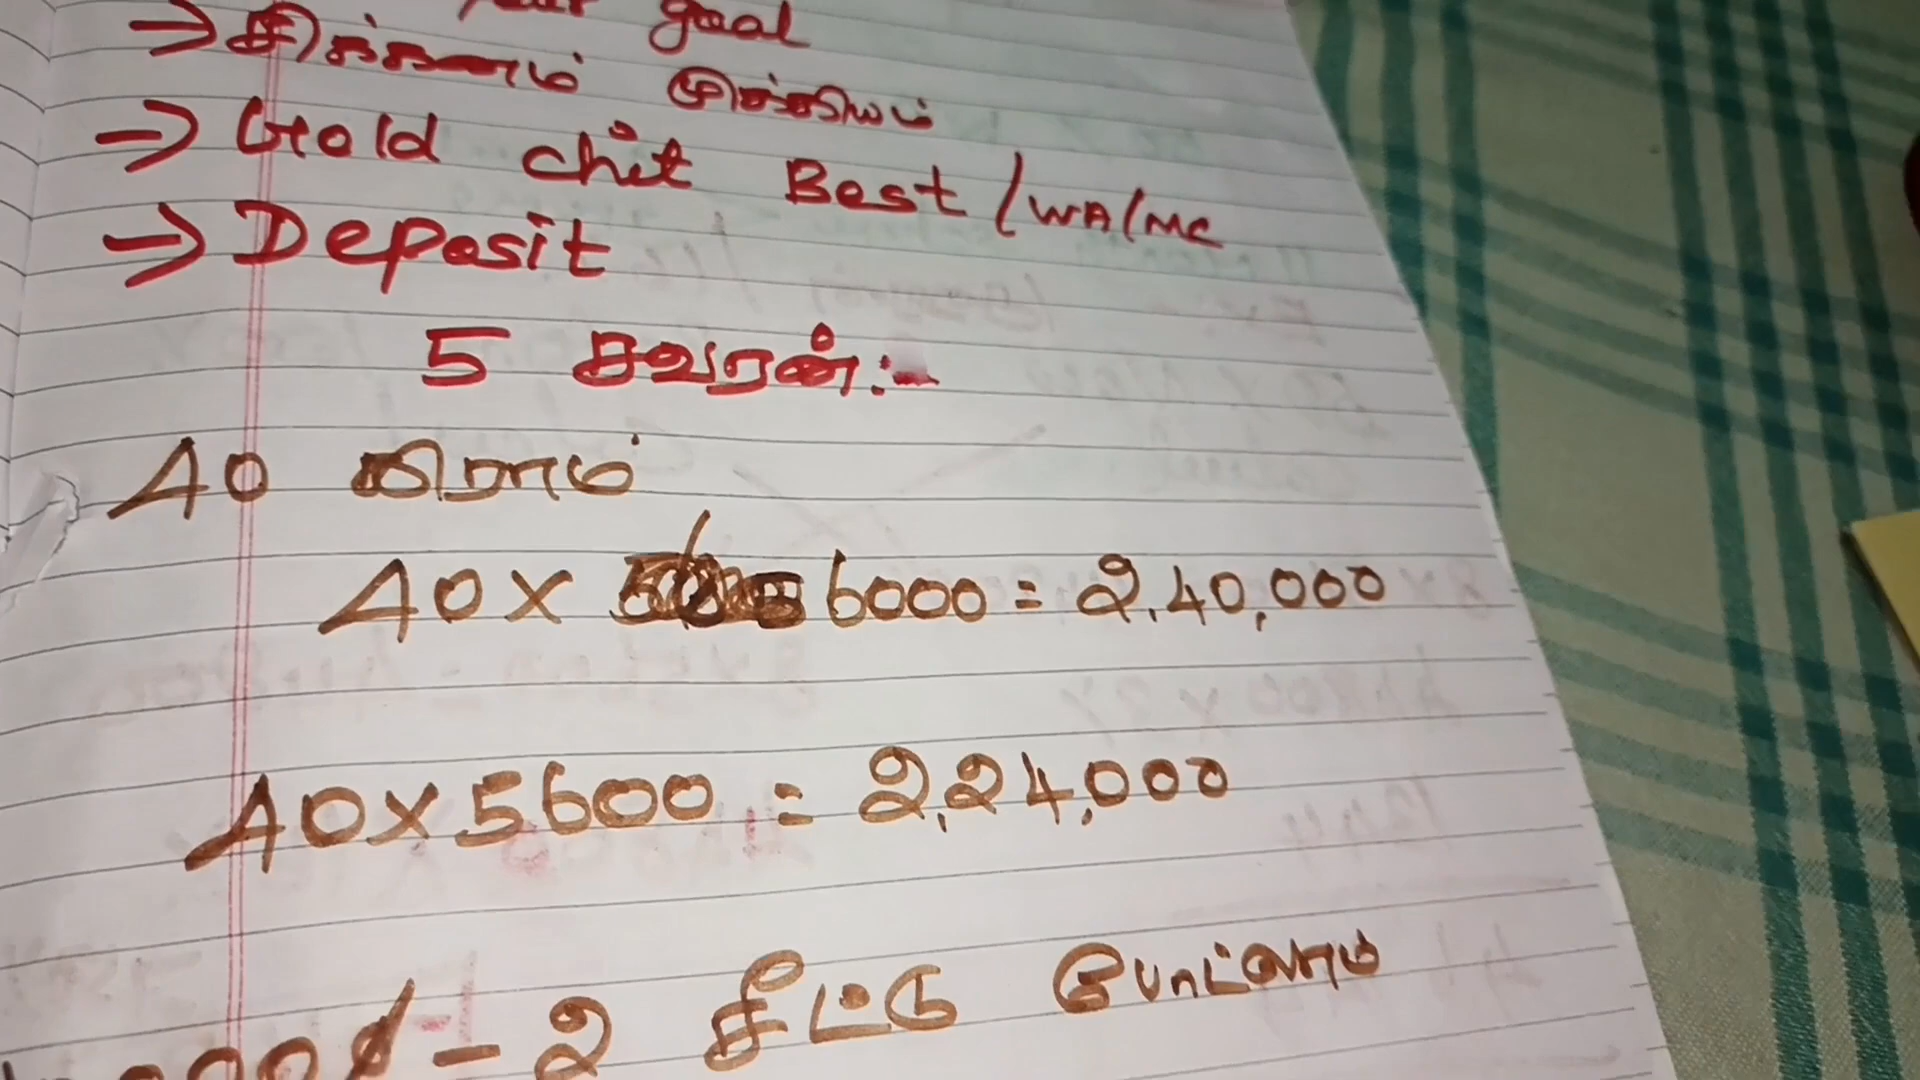 goal
→ சிக்கனம் முக்கியம்
→ Gold chit Best / WA / MC
→ Deposit
5 சவரன் :-
40 கிராம்
40 X 6000 = 2,40,000
40 X 5600 = 2,24,000
- 2 சீட்டு போடலாம்